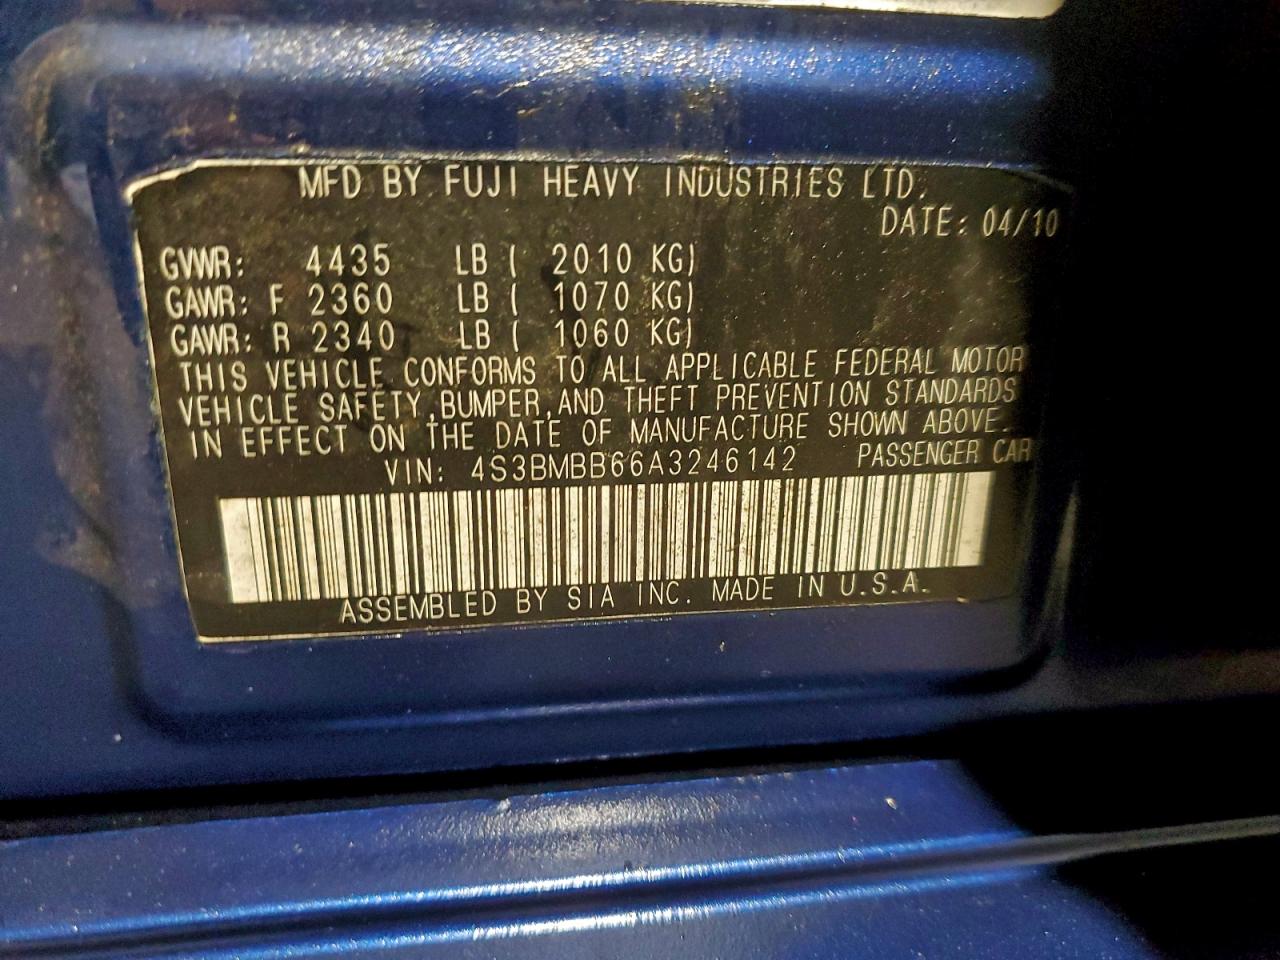 MFD BY FUJI HEAVY INDUSTRIES LTD.
DATE: 04/10
GVWR: 4435 LB ( 2010 KG)
GAWR: F 2360 LB ( 1070 KG)
GAWR: R 2340 LB ( 1060 KG)
THIS VEHICLE CONFORMS TO ALL APPLICABLE FEDERAL MOTOR
VEHICLE SAFETY,BUMPER,AND THEFT PREVENTION STANDARDS
IN EFFECT ON THE DATE OF MANUFACTURE SHOWN ABOVE.
VIN: 4S3BMBB66A3246142 PASSENGER CAR
ASSEMBLED BY SIA INC. MADE IN U.S.A.